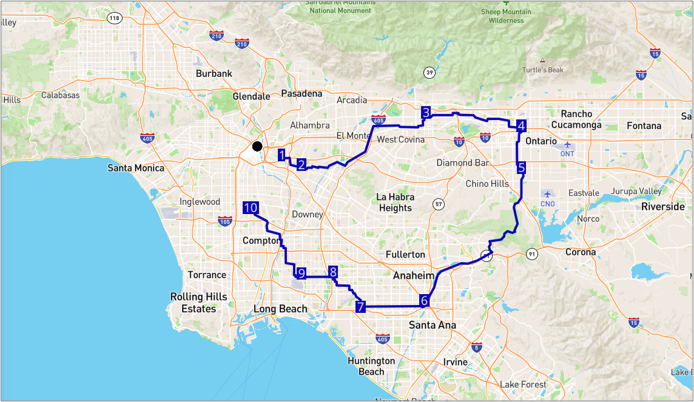 San Gabriel Mountains
National Monument
Sheep Mountain
Wilderness
118
210
210
15
Turtle's Beak
39
Burbank
Calabasas
Hills
Glendale
Pasadena
Arcadia
605
3
Rancho
Cucamonga
Fontana
15
4
Alhambra
El Monte
West Covina
10
10
Ontario
405
1
2
Santa Monica
Diamond Bar
5
ONT
Chino Hills
Eastvale
Jurupa Valley
CNO
Inglewood
10
Downey
La Habra
Heights
57
Norco
Riverside
105
Compton
Fullerton
91
Corona
Torrance
9
8
Anaheim
Rolling Hills
Estates
Long Beach
7
6
Santa Ana
15
405
Huntington
Beach
Irvine
5
Lake Forest
Newport Beach